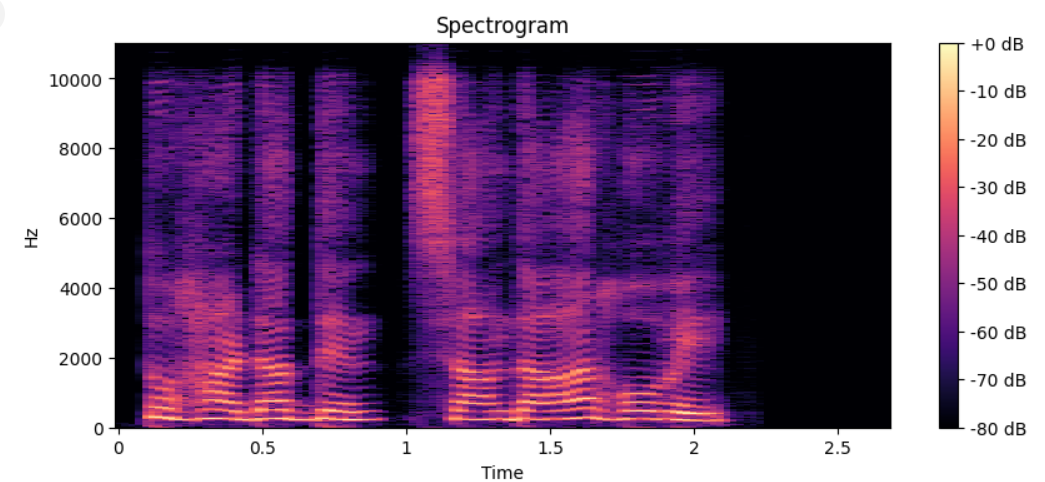 Spectrogram
10000
8000
6000
4000
2000
0
Hz
0 0.5 1 1.5 2 2.5
Time
+0 dB
-10 dB
-20 dB
-30 dB
-40 dB
-50 dB
-60 dB
-70 dB
-80 dB